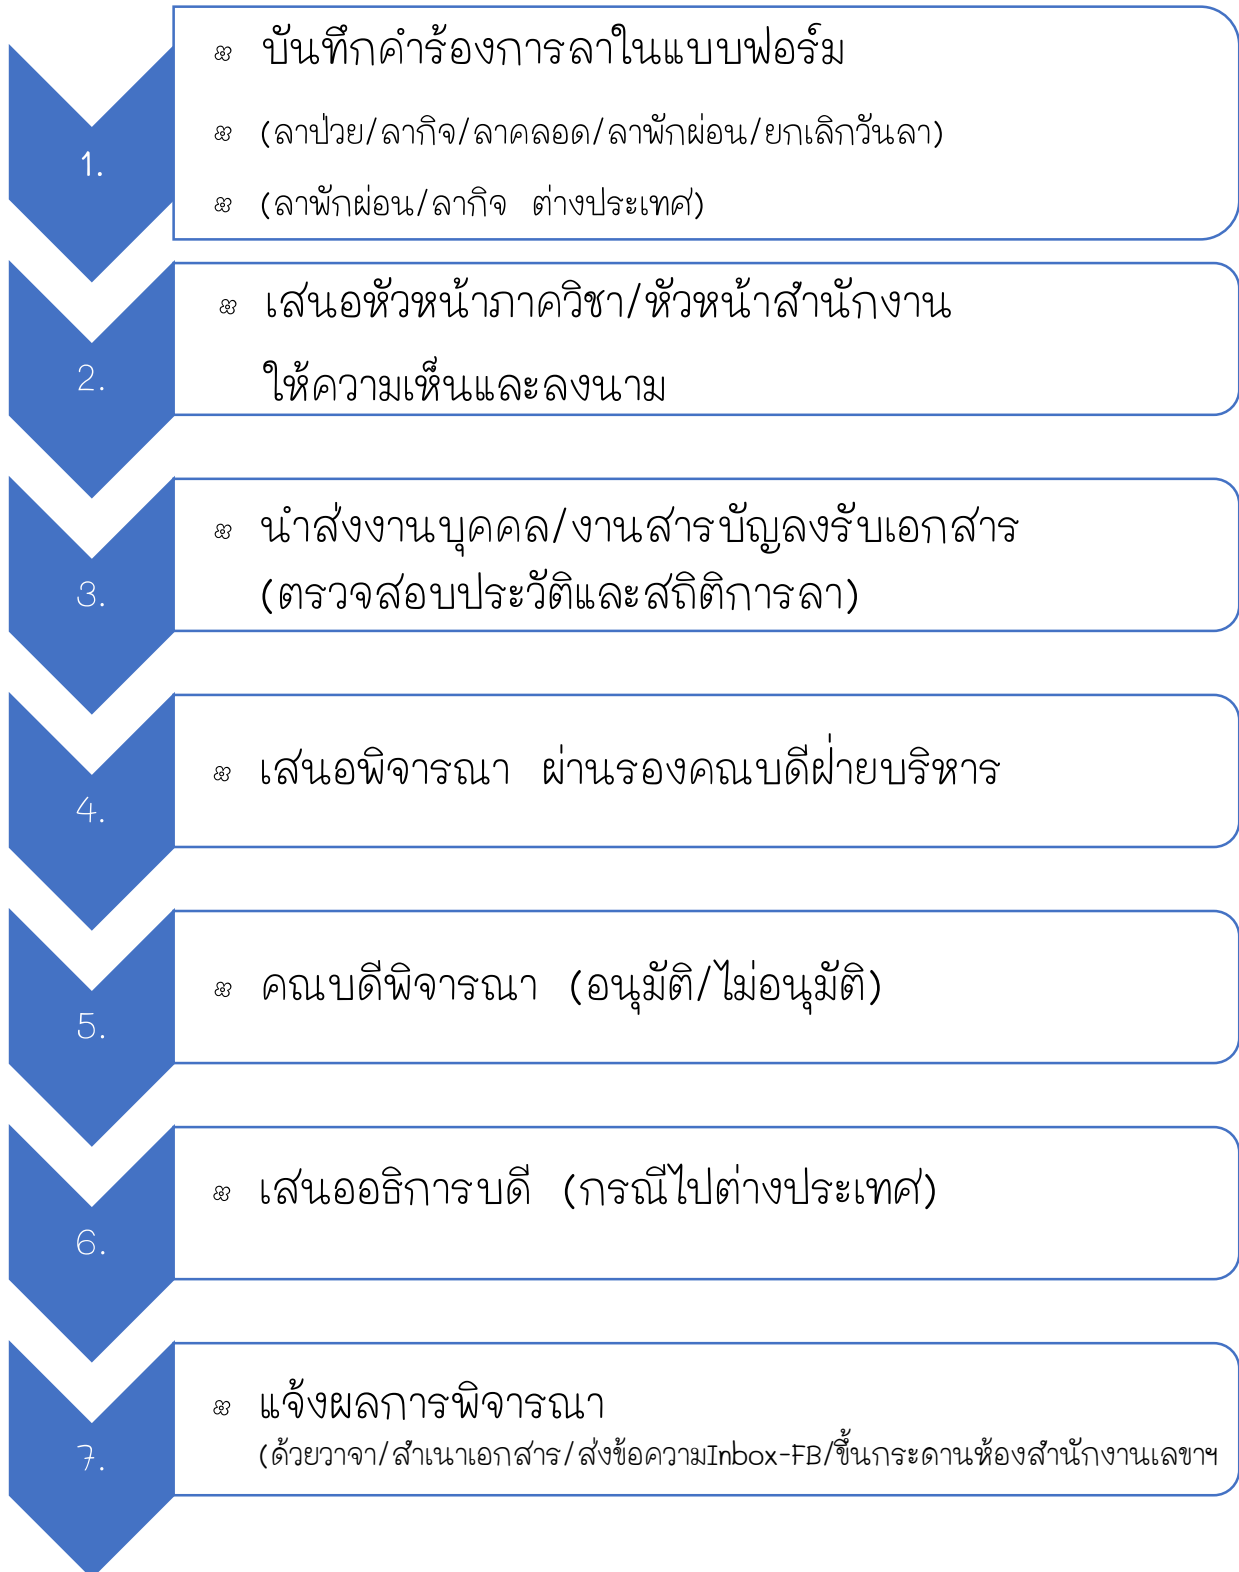 1.
บันทึกคำร้องการลาในแบบฟอร์ม
(ลาป่วย/ลากิจ/ลาคลอด/ลาพักผ่อน/ยกเลิกวันลา)
(ลาพักผ่อน/ลากิจ ต่างประเทศ)
2.
เสนอหัวหน้าภาควิชา/หัวหน้าสำนักงาน
ให้ความเห็นและลงนาม
3.
นำส่งงานบุคคล/งานสารบัญลงรับเอกสาร
(ตรวจสอบประวัติและสถิติการลา)
4.
เสนอพิจารณา ผ่านรองคณบดีฝ่ายบริหาร
5.
คณบดีพิจารณา (อนุมัติ/ไม่อนุมัติ)
6.
เสนออธิการบดี (กรณีไปต่างประเทศ)
7.
แจ้งผลการพิจารณา
(ด้วยวาจา/สำเนาเอกสาร/ส่งข้อความInbox-FB/ขึ้นกระดานห้องสำนักงานเลขาฯ